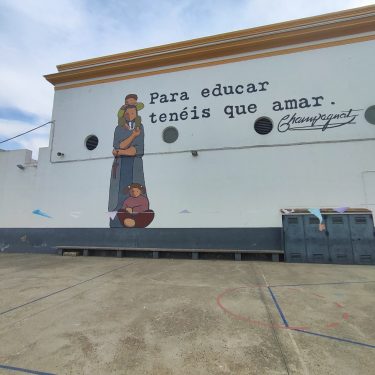 Para educar
tenéis que amar.
Champagnat